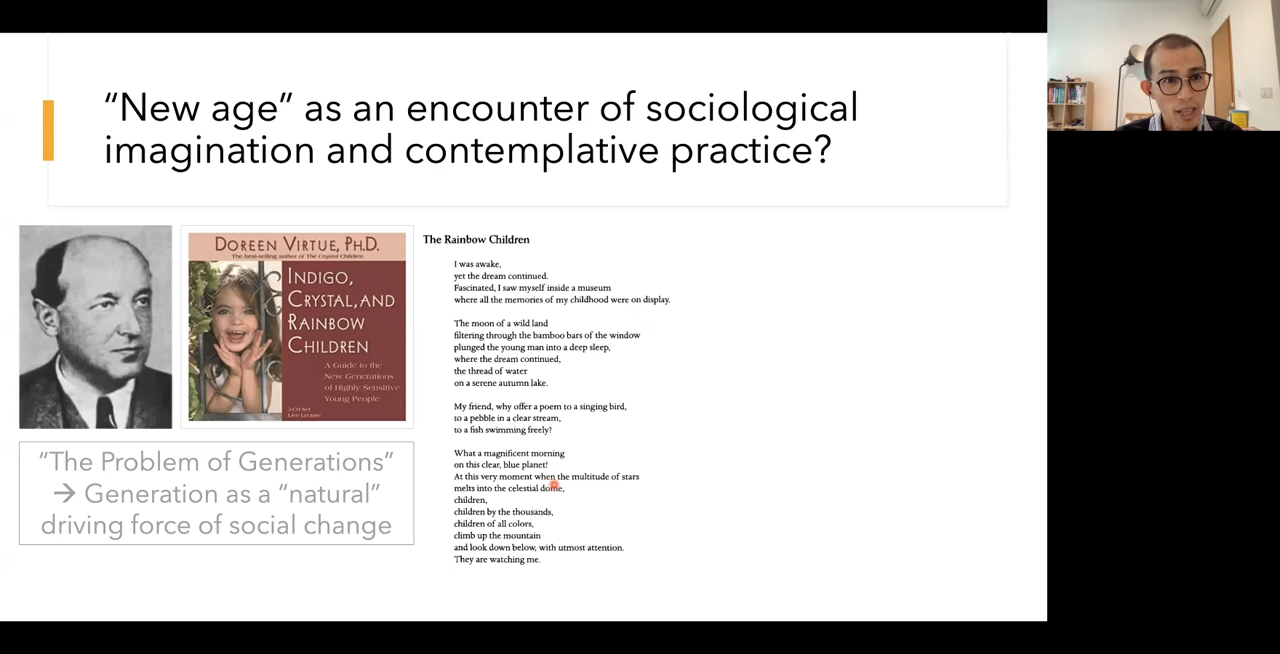 “New age” as an encounter of sociological
imagination and contemplative practice?
DOREEN VIRTUE, PH.D.
The best-selling author of The Crystal Children
INDIGO,
CRYSTAL, AND
RAINBOW
CHILDREN
A Guide to the
New Generations
of Highly Sensitive
Young People
2-CD Set
Live Lecture
“The Problem of Generations”
→ Generation as a “natural”
driving force of social change
The Rainbow Children
I was awake,
yet the dream continued.
Fascinated, I saw myself inside a museum
where all the memories of my childhood were on display.
The moon of a wild land
filtering through the bamboo bars of the window
plunged the young man into a deep sleep,
where the dream continued,
the thread of water
on a serene autumn lake.
My friend, why offer a poem to a singing bird,
to a pebble in a clear stream,
to a fish swimming freely?
What a magnificent morning
on this clear, blue planet!
At this very moment when the multitude of stars
melts into the celestial dome,
children,
children by the thousands,
children of all colors,
climb up the mountain
and look down below, with utmost attention.
They are watching me.